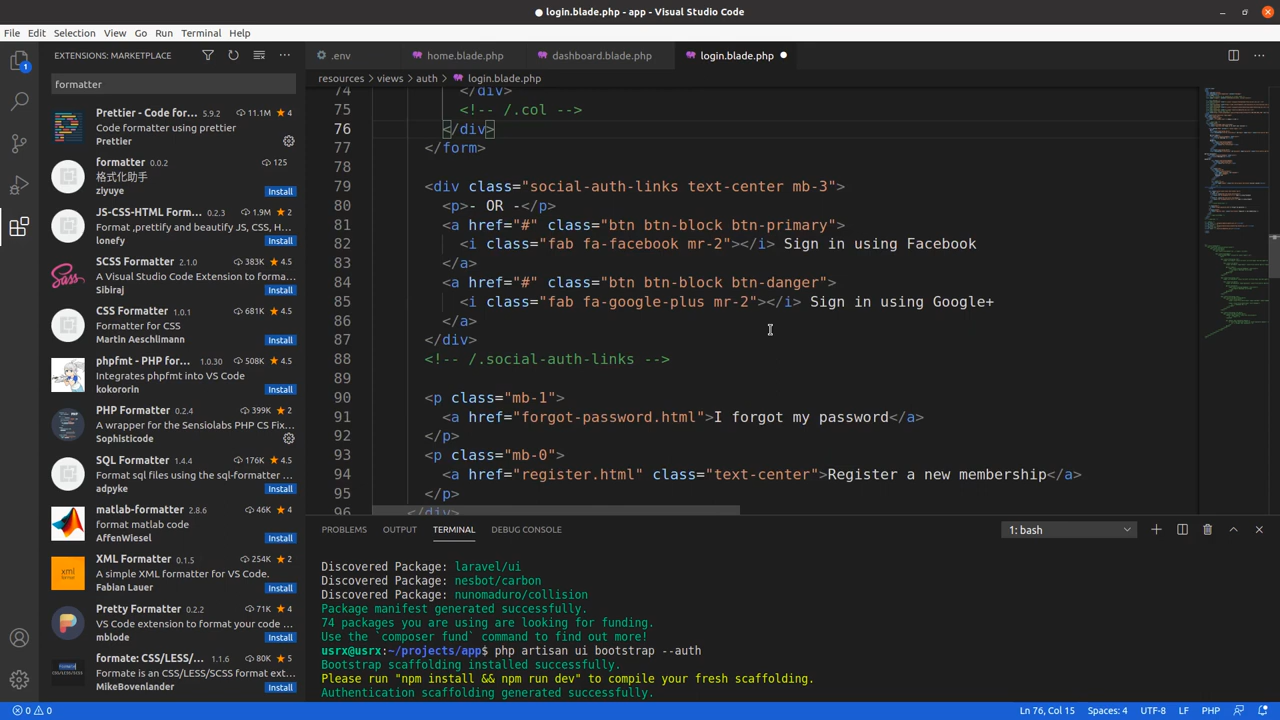 login.blade.php - app - Visual Studio Code
File Edit Selection View Go Run Terminal Help
EXTENSIONS: MARKETPLACE
.env
home.blade.php
dashboard.blade.php
login.blade.php
1
formatter
resources > views > auth > login.blade.php
Prettier - Code for... 5.9.2 11.1M 4
Code formatter using prettier
Prettier
formatter 0.0.2 125
格式化助手
ziyuye Install
JS-CSS-HTML Form... 0.2.3 1.9M 2
Format ,prettify and beautify JS, CSS, H...
lonefy Install
SCSS Formatter 2.1.0 383K 4.5
A Visual Studio Code Extension to forma...
Sibiraj Install
CSS Formatter 1.0.1 681K 4.5
Formatter for CSS
Martin Aeschlimann Install
phpfmt - PHP for... 1.0.30 508K 4.5
Integrates phpfmt into VS Code
kokororin Install
PHP Formatter 0.2.4 399K 2
A wrapper for the Sensiolabs PHP CS Fix...
Sophisticode
SQL Formatter 1.4.4 176K 4.5
Format sql files using the sql-formatter ...
adpyke Install
matlab-formatter 2.8.6 46K 4
format matlab code
AffenWiesel Install
XML Formatter 0.1.5 254K 2
A simple XML formatter for VS Code.
Fabian Lauer Install
Pretty Formatter 0.2.2 71K 4
VS Code extension to format your code ...
mblode Install
formate: CSS/LESS/... 1.1.6 80K 5
Formate is an CSS/LESS/SCSS format ext...
MikeBovenlander Install
74 </div>
75 <!-- /.col -->
76 </div>
77 </form>
78
79 <div class="social-auth-links text-center mb-3">
80 <p>- OR -</p>
81 <a href="#" class="btn btn-block btn-primary">
82 <i class="fab fa-facebook mr-2"></i> Sign in using Facebook
83 </a>
84 <a href="#" class="btn btn-block btn-danger">
85 <i class="fab fa-google-plus mr-2"></i> Sign in using Google+
86 </a>
87 </div>
88 <!-- /.social-auth-links -->
89
90 <p class="mb-1">
91 <a href="forgot-password.html">I forgot my password</a>
92 </p>
93 <p class="mb-0">
94 <a href="register.html" class="text-center">Register a new membership</a>
95 </p>
96 </div>
PROBLEMS OUTPUT TERMINAL DEBUG CONSOLE 1: bash
Discovered Package: laravel/ui
Discovered Package: nesbot/carbon
Discovered Package: nunomaduro/collision
Package manifest generated successfully.
74 packages you are using are looking for funding.
Use the `composer fund` command to find out more!
usrx@usrx:~/projects/app$ php artisan ui bootstrap --auth
Bootstrap scaffolding installed successfully.
Please run "npm install && npm run dev" to compile your fresh scaffolding.
Authentication scaffolding generated successfully.
0 0 Ln 76, Col 15 Spaces: 4 UTF-8 LF PHP